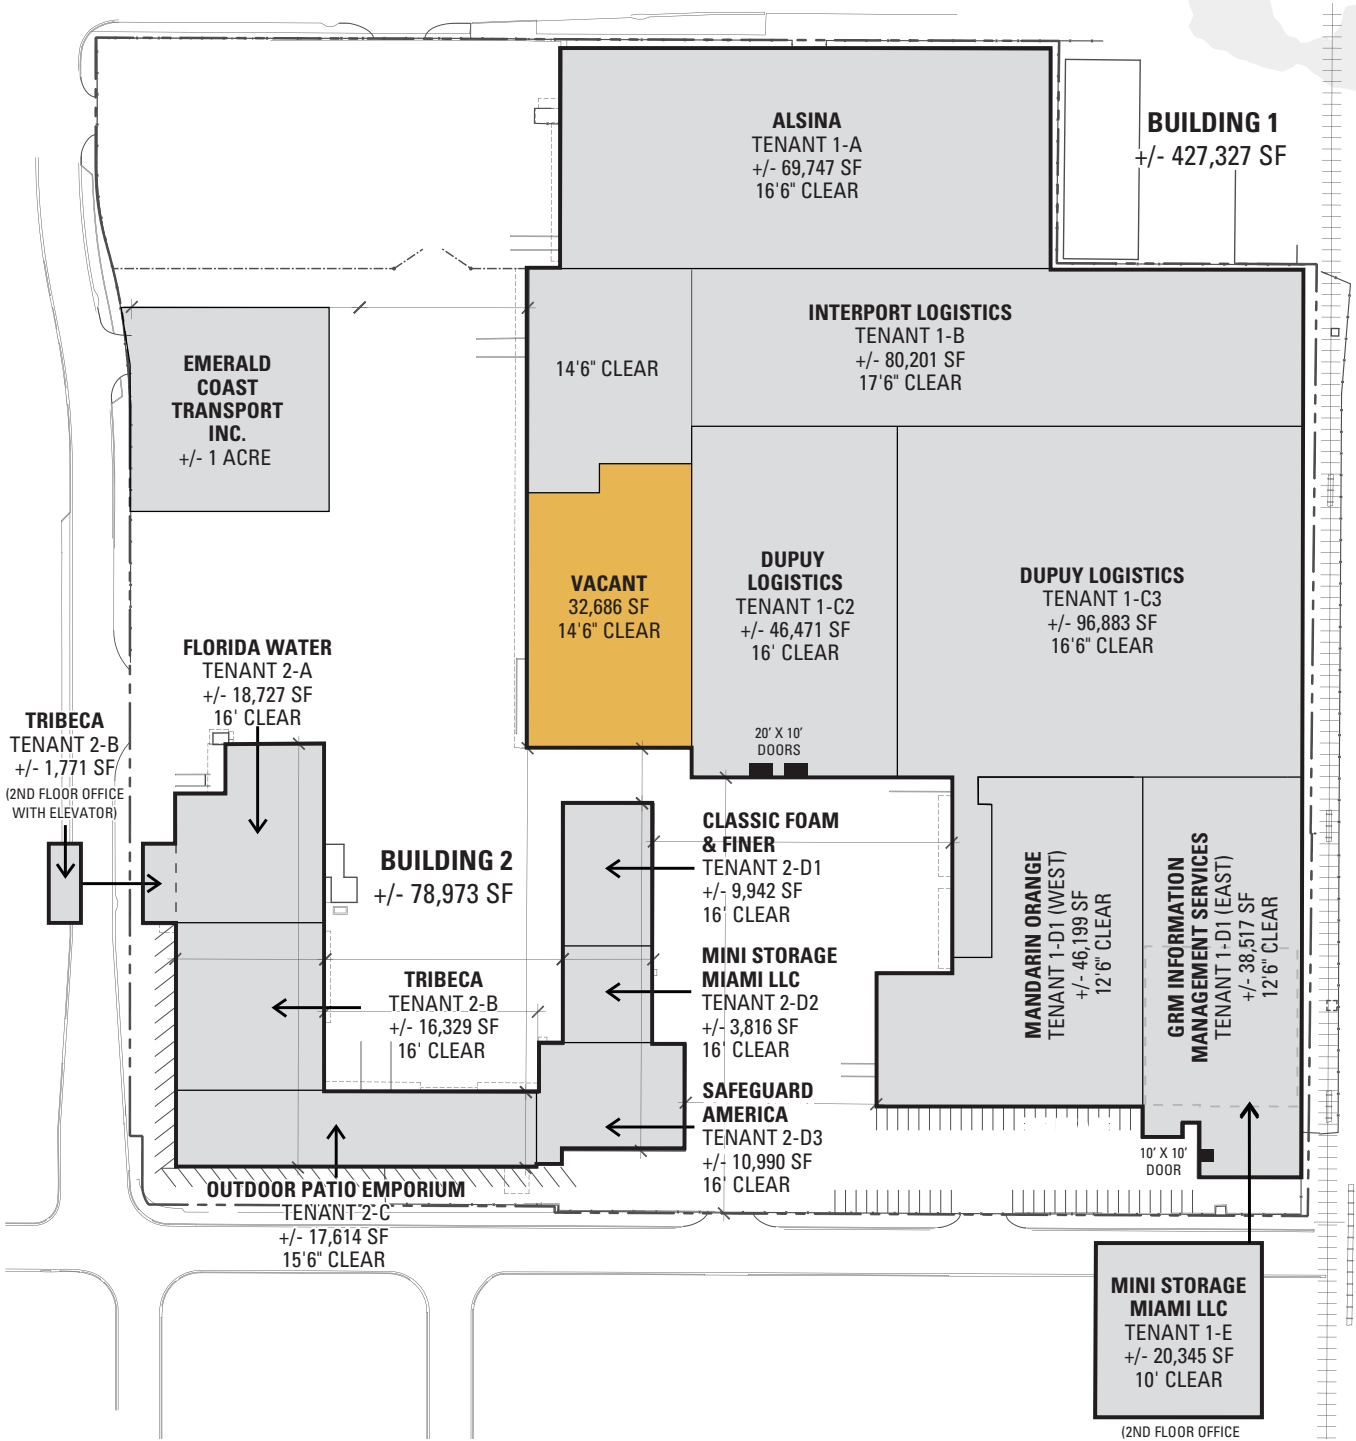 ALSINA
TENANT 1-A
+/- 69,747 SF
16'6" CLEAR
BUILDING 1
+/- 427,327 SF
INTERPORT LOGISTICS
TENANT 1-B
+/- 80,201 SF
17'6" CLEAR
14'6" CLEAR
EMERALD
COAST
TRANSPORT
INC.
+/- 1 ACRE
VACANT
32,686 SF
14'6" CLEAR
DUPUY
LOGISTICS
TENANT 1-C2
+/- 46,471 SF
16' CLEAR
20' X 10'
DOORS
DUPUY LOGISTICS
TENANT 1-C3
+/- 96,883 SF
16'6" CLEAR
FLORIDA WATER
TENANT 2-A
+/- 18,727 SF
16' CLEAR
TRIBECA
TENANT 2-B
+/- 1,771 SF
(2ND FLOOR OFFICE
WITH ELEVATOR)
BUILDING 2
+/- 78,973 SF
CLASSIC FOAM
& FINER
TENANT 2-D1
+/- 9,942 SF
16' CLEAR
MINI STORAGE
MIAMI LLC
TENANT 2-D2
+/- 3,816 SF
16' CLEAR
TRIBECA
TENANT 2-B
+/- 16,329 SF
16' CLEAR
SAFEGUARD
AMERICA
TENANT 2-D3
+/- 10,990 SF
16' CLEAR
OUTDOOR PATIO EMPORIUM
TENANT 2-C
+/- 17,614 SF
15'6" CLEAR
MANDARIN ORANGE
TENANT 1-D1 (WEST)
+/- 46,199 SF
12'6" CLEAR
GRM INFORMATION
MANAGEMENT SERVICES
TENANT 1-D1 (EAST)
+/- 38,517 SF
12'6" CLEAR
10' X 10'
DOOR
MINI STORAGE
MIAMI LLC
TENANT 1-E
+/- 20,345 SF
10' CLEAR
(2ND FLOOR OFFICE